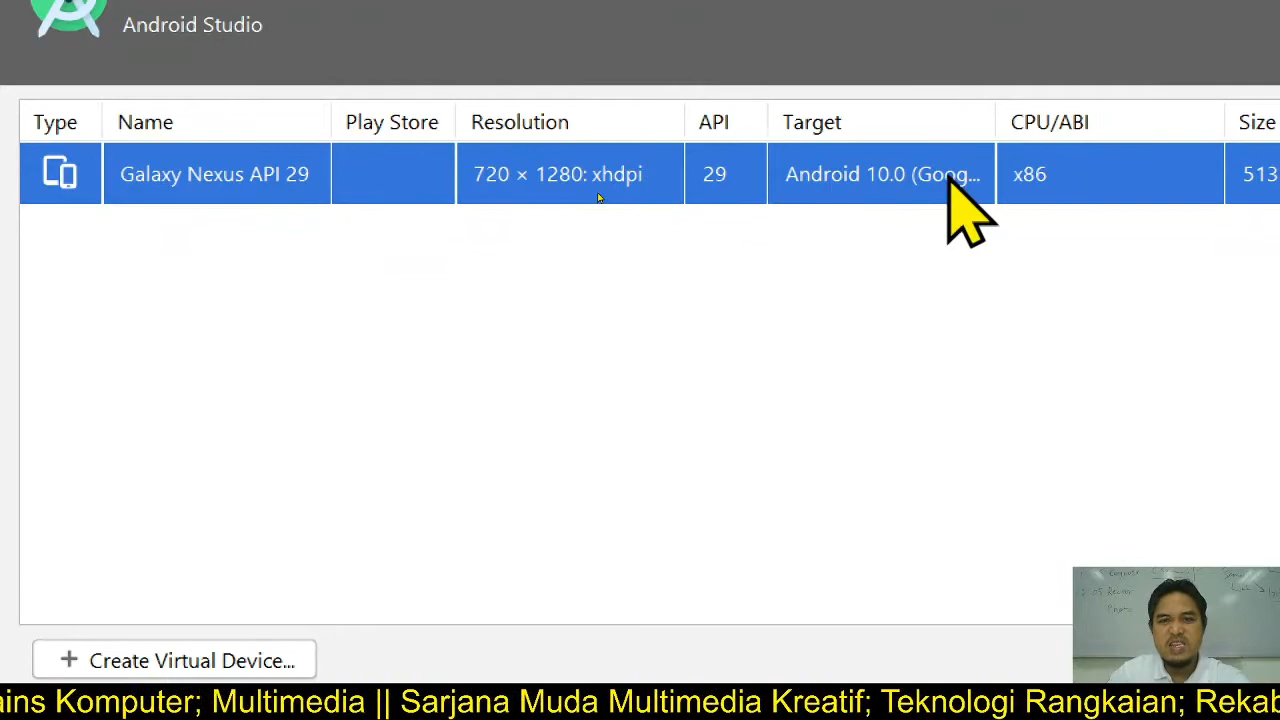 Android Studio
Type Name Play Store Resolution API Target CPU/ABI Size
Galaxy Nexus API 29 720 × 1280: xhdpi 29 Android 10.0 (Goog... x86 513
+ Create Virtual Device...
ains Komputer; Multimedia || Sarjana Muda Multimedia Kreatif; Teknologi Rangkaian; Rekab